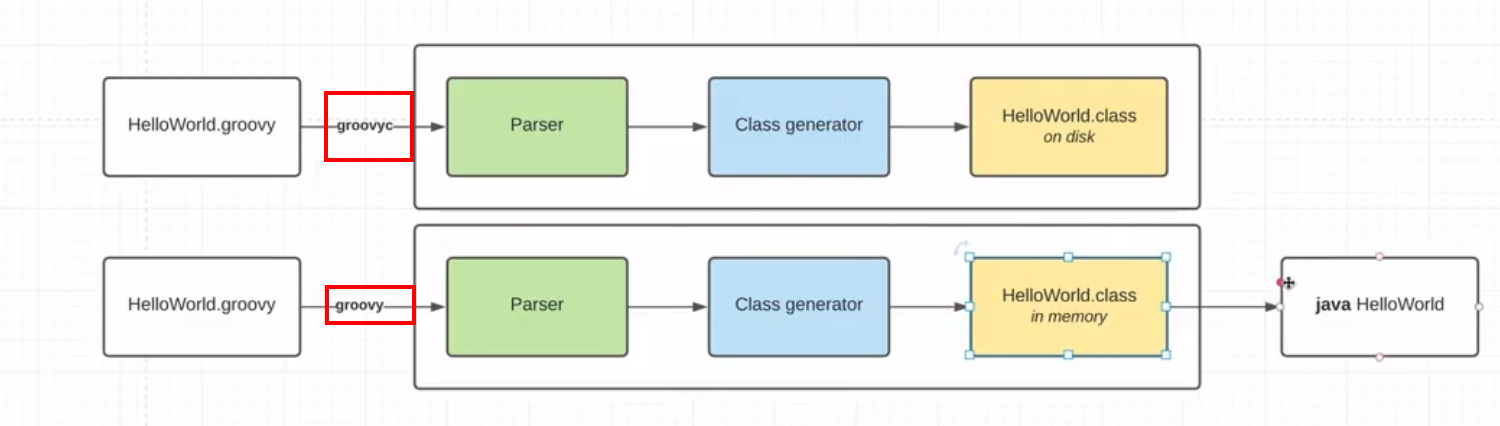 HelloWorld.groovy
groovyc
Parser
Class generator
HelloWorld.class
on disk
HelloWorld.groovy
groovy
Parser
Class generator
HelloWorld.class
in memory
java HelloWorld